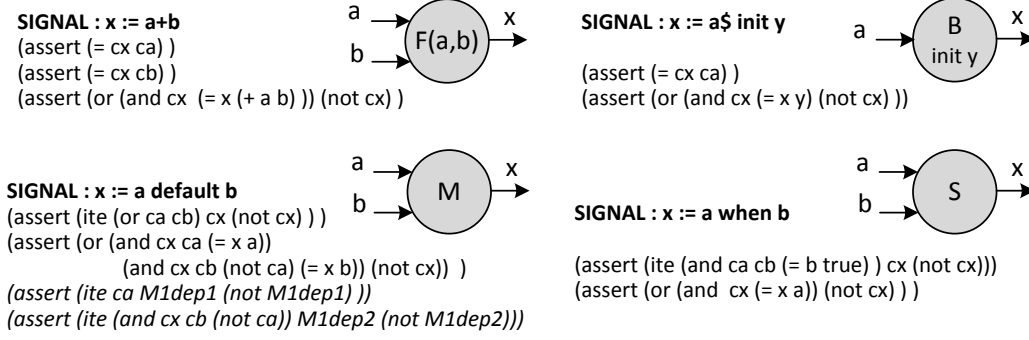 SIGNAL : x := a+b
(assert (= cx ca) )
(assert (= cx cb) )
(assert (or (and cx (= x (+ a b) )) (not cx) )
a
b
F(a,b)
x
SIGNAL : x := a$ init y
(assert (= cx ca) )
(assert (or (and cx (= x y) (not cx) ))
a
B
init y
x
SIGNAL : x := a default b
(assert (ite (or ca cb) cx (not cx) ) )
(assert (or (and cx ca (= x a))
(and cx cb (not ca) (= x b)) (not cx)) )
(assert (ite ca M1dep1 (not M1dep1) ))
(assert (ite (and cx cb (not ca)) M1dep2 (not M1dep2)))
a
b
M
x
SIGNAL : x := a when b
(assert (ite (and ca cb (= b true) ) cx (not cx)))
(assert (or (and cx (= x a)) (not cx) ) )
a
b
S
x